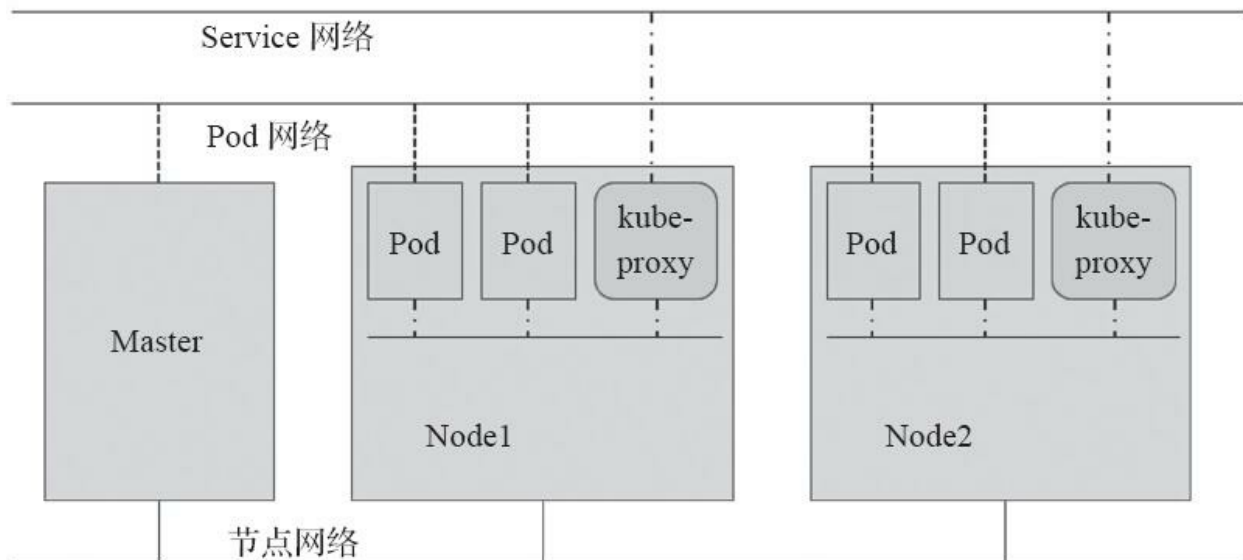 Service 网络
Pod 网络
Master
Pod
Pod
kube-
proxy
Node1
Pod
Pod
kube-
proxy
Node2
节点网络